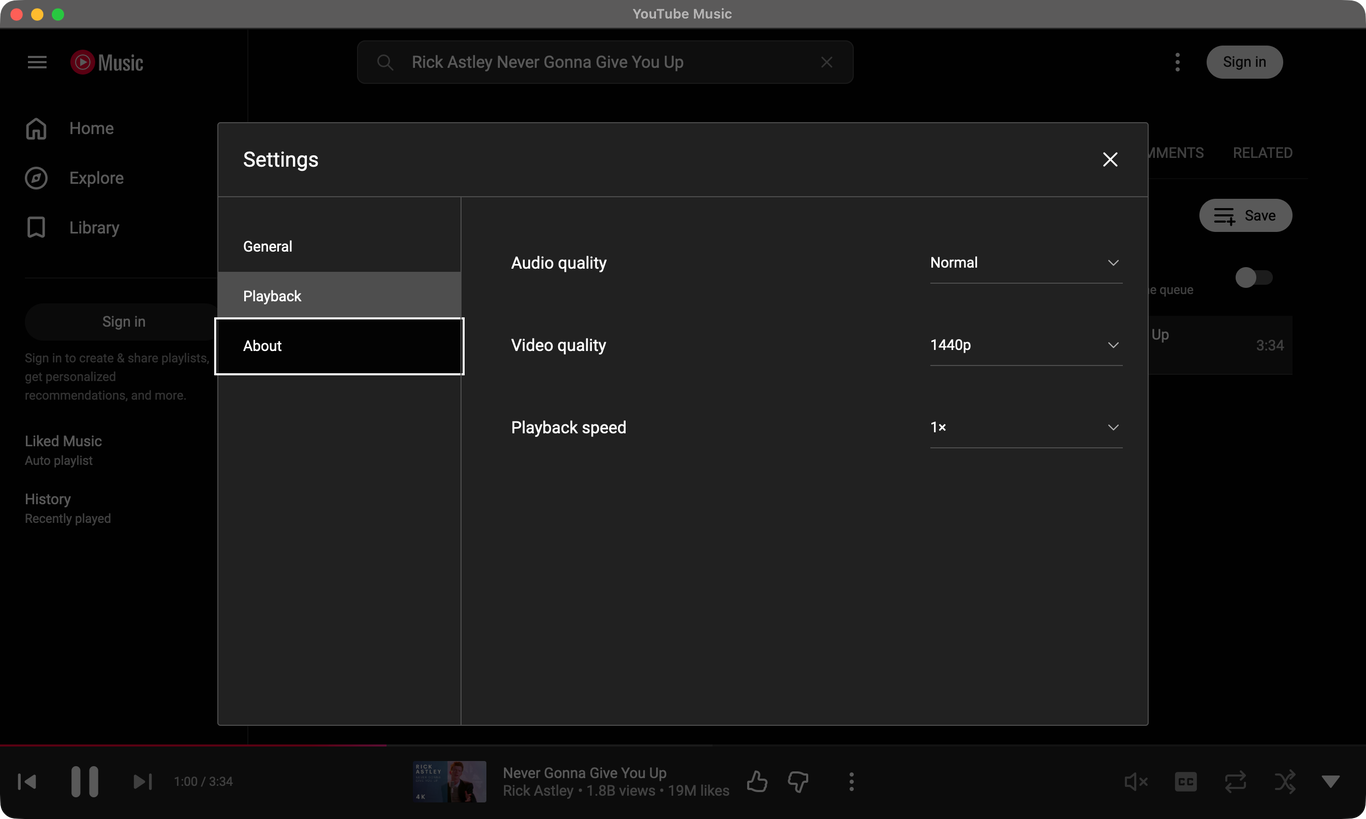 YouTube Music
Music
Rick Astley Never Gonna Give You Up
Sign in
Home
Explore
Library
Sign in
Sign in to create & share playlists,
get personalized
recommendations, and more.
Liked Music
Auto playlist
History
Recently played
Settings
General
Playback
About
Audio quality
Normal
Video quality
1440p
Playback speed
1×
MMENTS
RELATED
Save
e queue
Up
3:34
1:00 / 3:34
RICK
ASTLEY
4K
Never Gonna Give You Up
Rick Astley • 1.8B views • 19M likes
CC